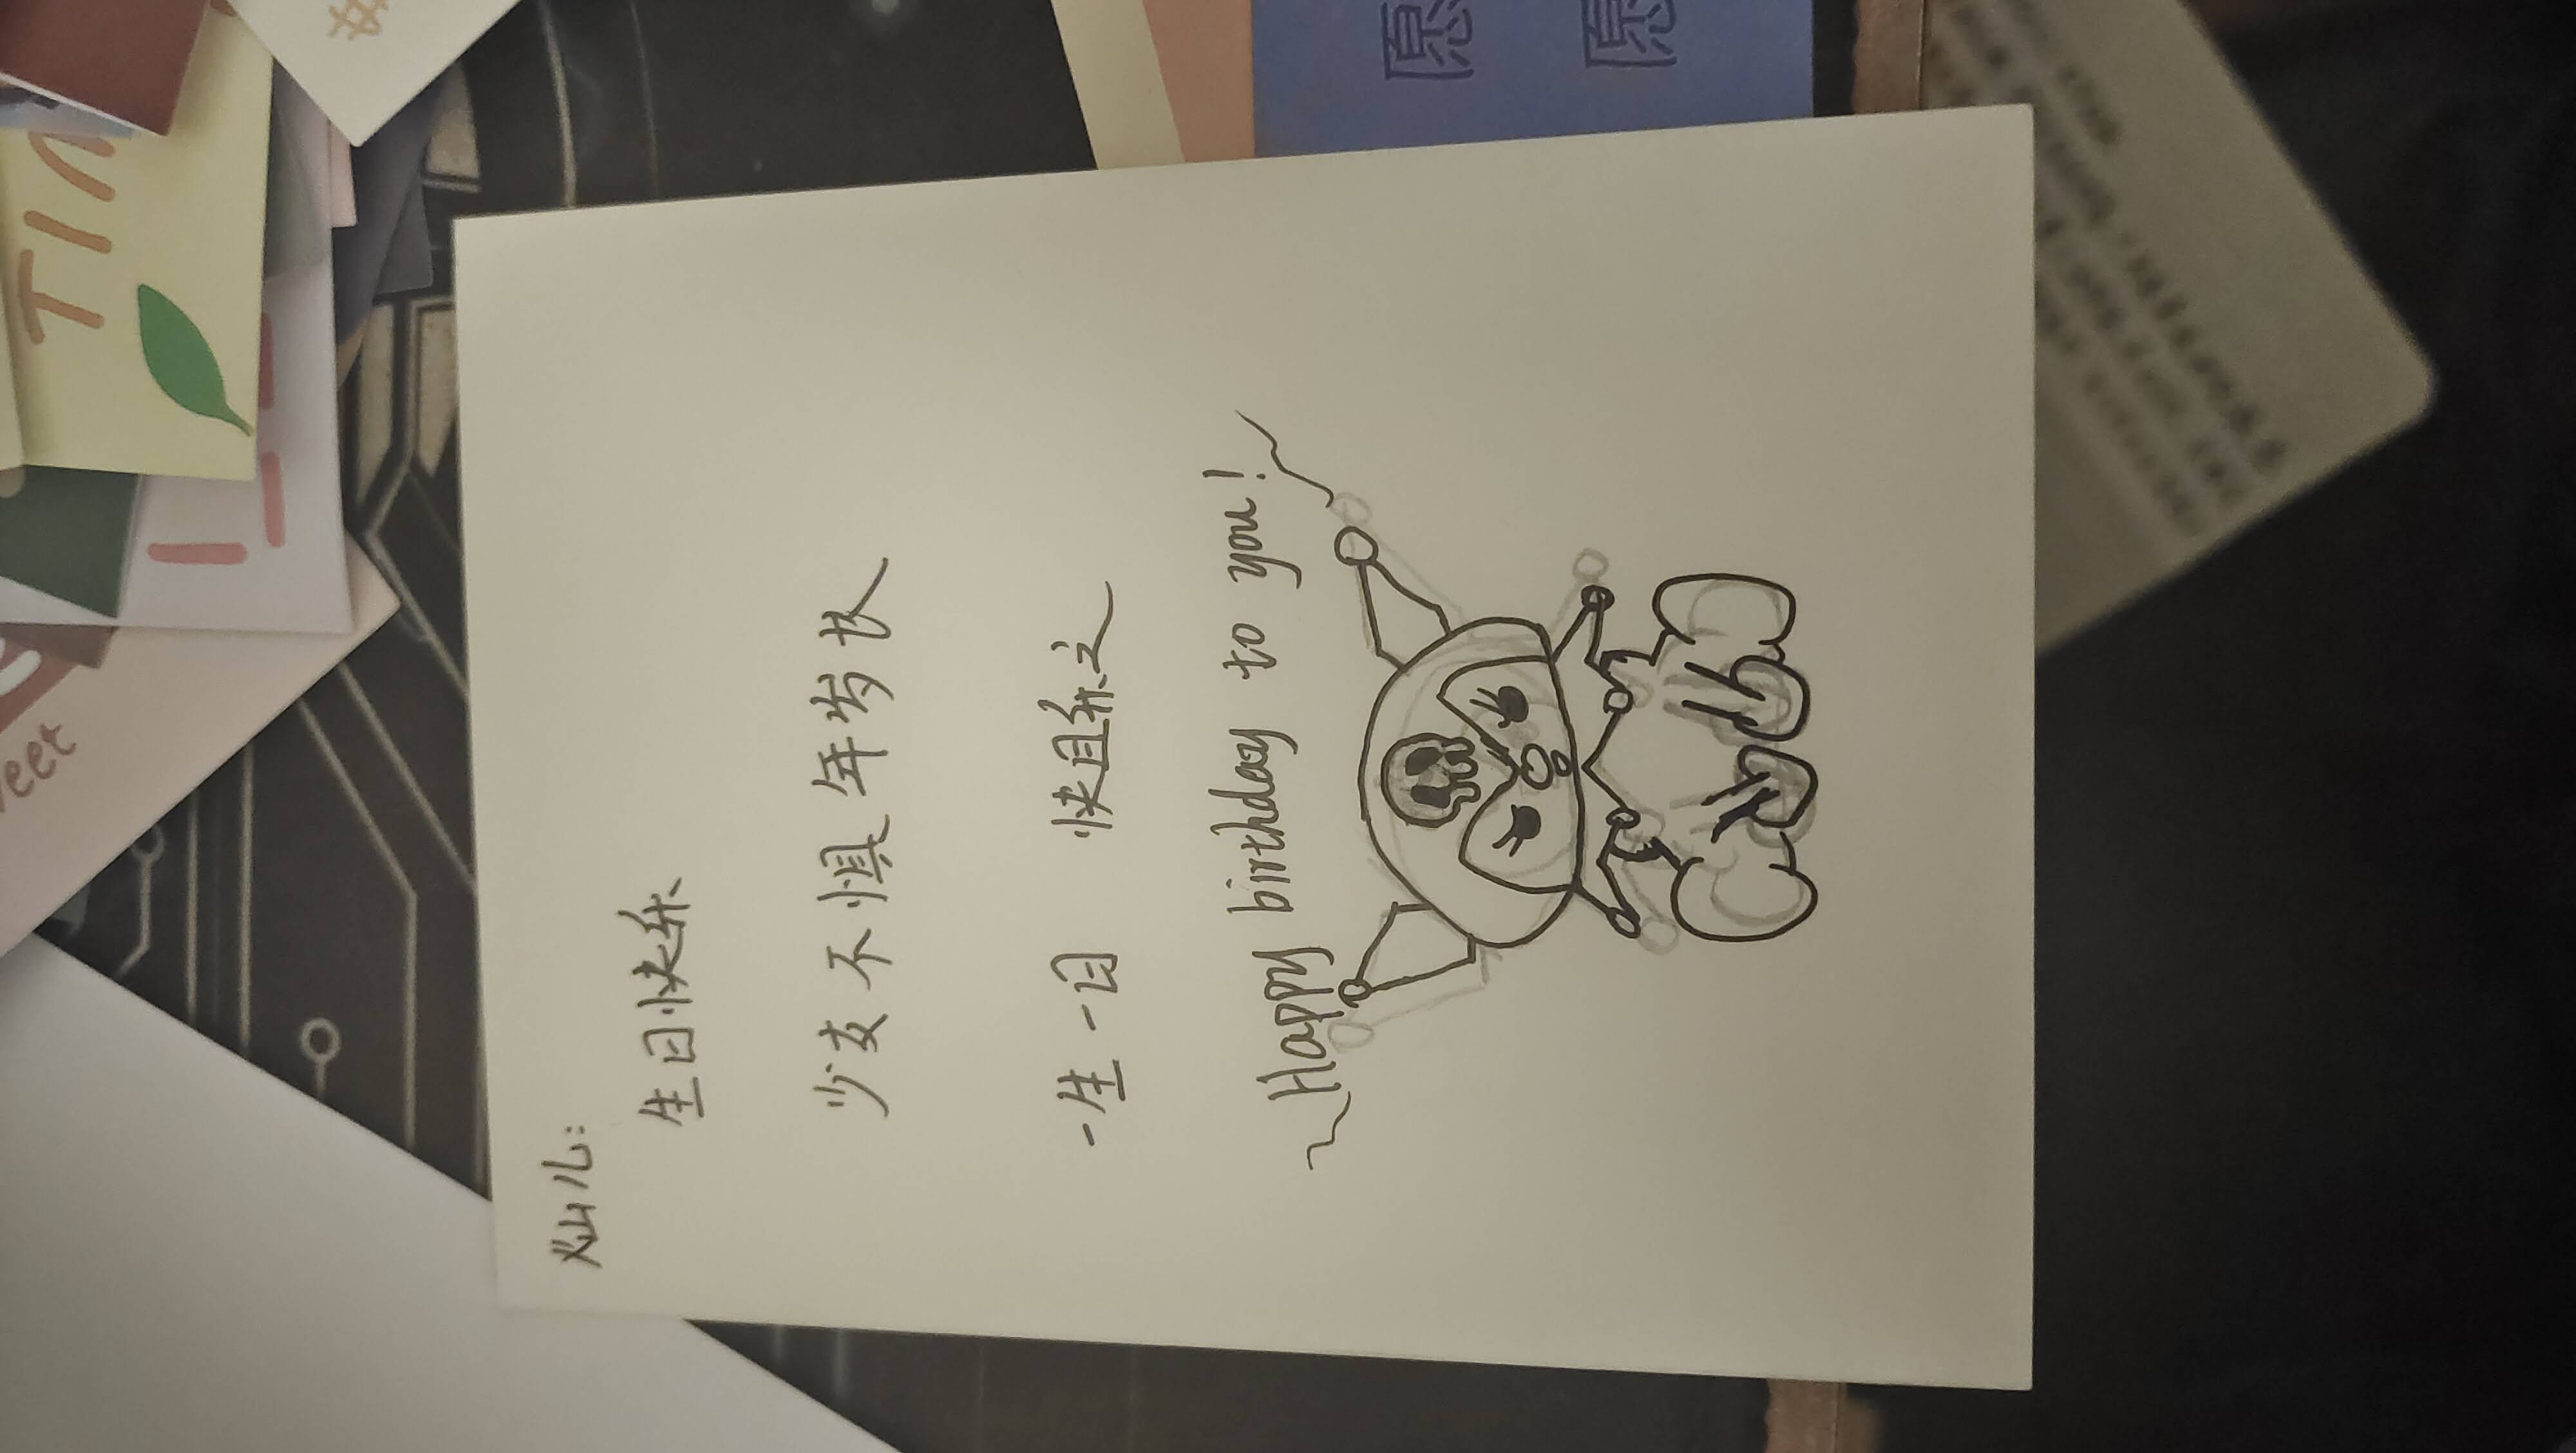 灿儿:
生日快乐
少友不惧年岁长
一生一日 快且乐之
~Happy birthday to you!~
TIM
eet
愿
愿